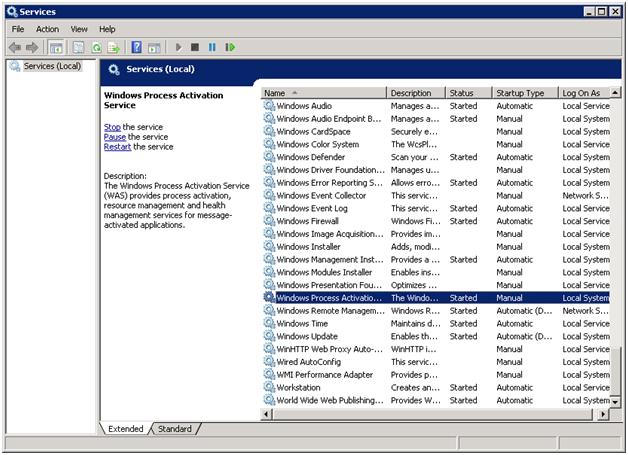 Services
File Action View Help
Services (Local)
Services (Local)
Windows Process Activation
Service
Stop the service
Pause the service
Restart the service
Description:
The Windows Process Activation Service
(WAS) provides process activation,
resource management and health
management services for message-
activated applications.
Name Description Status Startup Type Log On As
Windows Audio Manages a... Started Automatic Local Service
Windows Audio Endpoint B... Manages a... Started Automatic Local System
Windows CardSpace Securely e... Manual Local System
Windows Color System The WcsPl... Manual Local Service
Windows Defender Scan your ... Started Automatic Local System
Windows Driver Foundation... Manages u... Manual Local System
Windows Error Reporting S... Allows erro... Started Automatic Local System
Windows Event Collector This servic... Manual Network S...
Windows Event Log This servic... Started Automatic Local Service
Windows Firewall Windows Fi... Started Automatic Local Service
Windows Image Acquisition... Provides im... Manual Local Service
Windows Installer Adds, modi... Manual Local System
Windows Management Inst... Provides a ... Started Automatic Local System
Windows Modules Installer Enables ins... Manual Local System
Windows Presentation Fou... Optimizes ... Manual Local Service
Windows Process Activatio... The Windo... Started Manual Local System
Windows Remote Managem... Windows R... Started Automatic (D... Network S...
Windows Time Maintains d... Started Automatic Local Service
Windows Update Enables th... Started Automatic (D... Local System
WinHTTP Web Proxy Auto-... WinHTTP i... Manual Local Service
Wired AutoConfig This servic... Manual Local System
WMI Performance Adapter Provides p... Manual Local System
Workstation Creates an... Started Automatic Local Service
World Wide Web Publishing... Provides W... Started Automatic Local System
Extended Standard